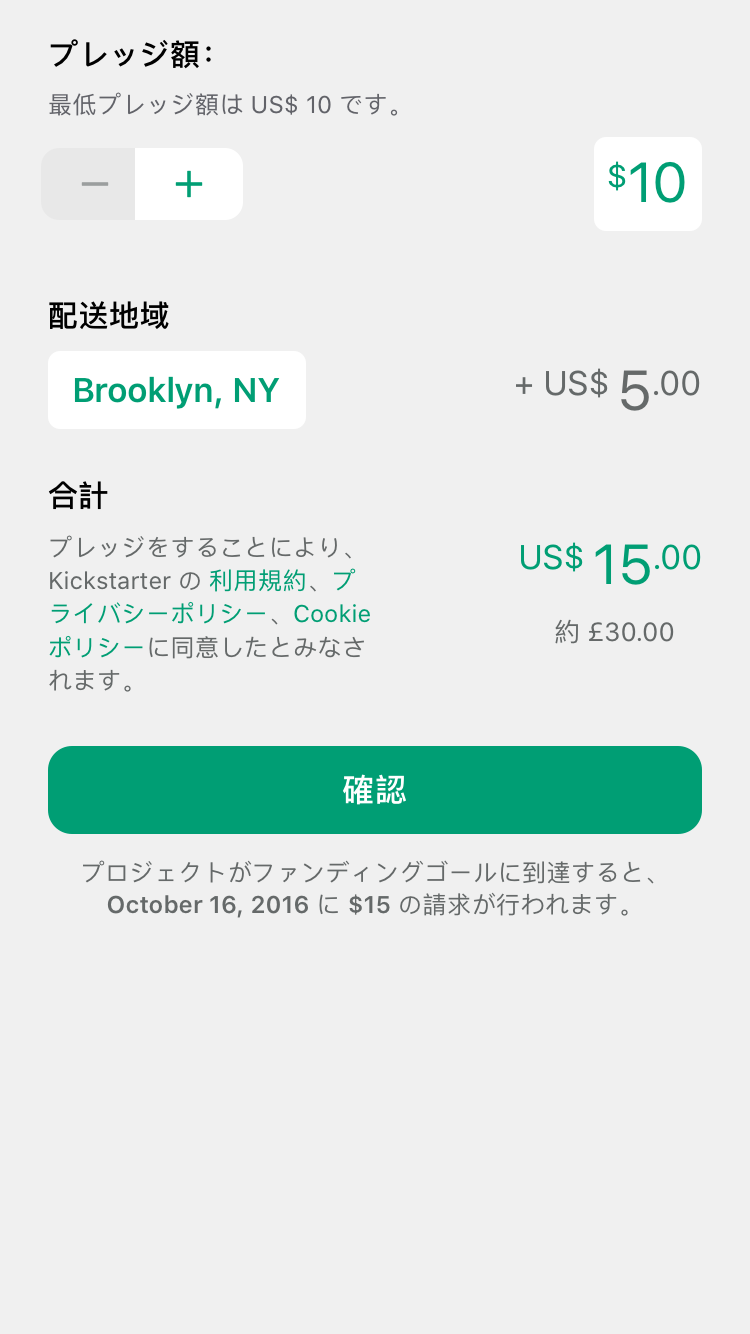 プレッジ額：
最低プレッジ額は US$ 10 です。
− +
$10
配送地域
Brooklyn, NY
+ US$ 5.00
合計
プレッジをすることにより、
Kickstarter の 利用規約、プ
ライバシーポリシー、Cookie
ポリシーに同意したとみなさ
れます。
US$ 15.00
約 £30.00
確認
プロジェクトがファンディングゴールに到達すると、
October 16, 2016 に $15 の請求が行われます。